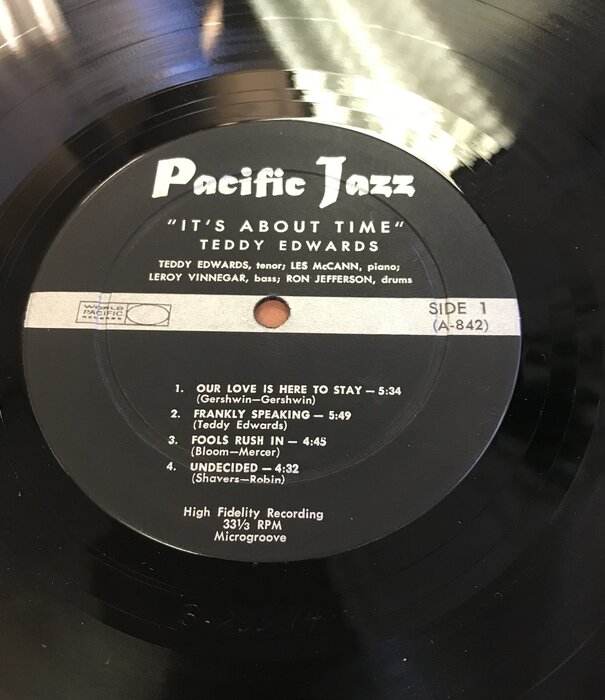 Pacific Jazz
"IT'S ABOUT TIME"
TEDDY EDWARDS
TEDDY EDWARDS, tenor; LES McCANN, piano;
LEROY VINNEGAR, bass; RON JEFFERSON, drums
WORLD
PACIFIC
RECORDS
SIDE 1
(A-842)
1. OUR LOVE IS HERE TO STAY — 5:34
(Gershwin—Gershwin)
2. FRANKLY SPEAKING — 5:49
(Teddy Edwards)
3. FOOLS RUSH IN — 4:45
(Bloom—Mercer)
4. UNDECIDED — 4:32
(Shavers—Robin)
High Fidelity Recording
33⅓ RPM
Microgroove